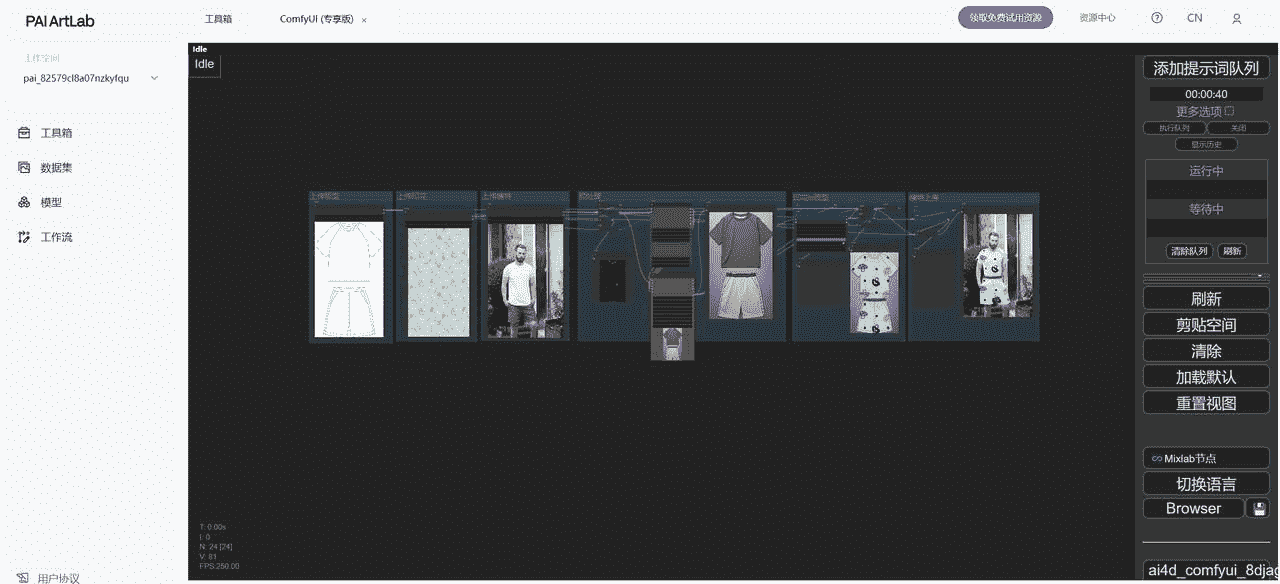 PAI ArtLab
工具箱
ComfyUI (专享版) ×
领取免费试用资源
资源中心
CN
工作空间
pai_82579cl8a07nzkyfqu
工具箱
数据集
模型
工作流
用户协议
Idle
Idle
T: 0.00s
I: 0
N: 24 [24]
V: 81
FPS:250.00
添加提示词队列
00:00:40
更多选项
执行队列
关闭
显示历史
运行中
等待中
清除队列
刷新
刷新
剪贴空间
清除
加载默认
重置视图
Mixlab节点
切换语言
Browser
ai4d_comfyui_8djad